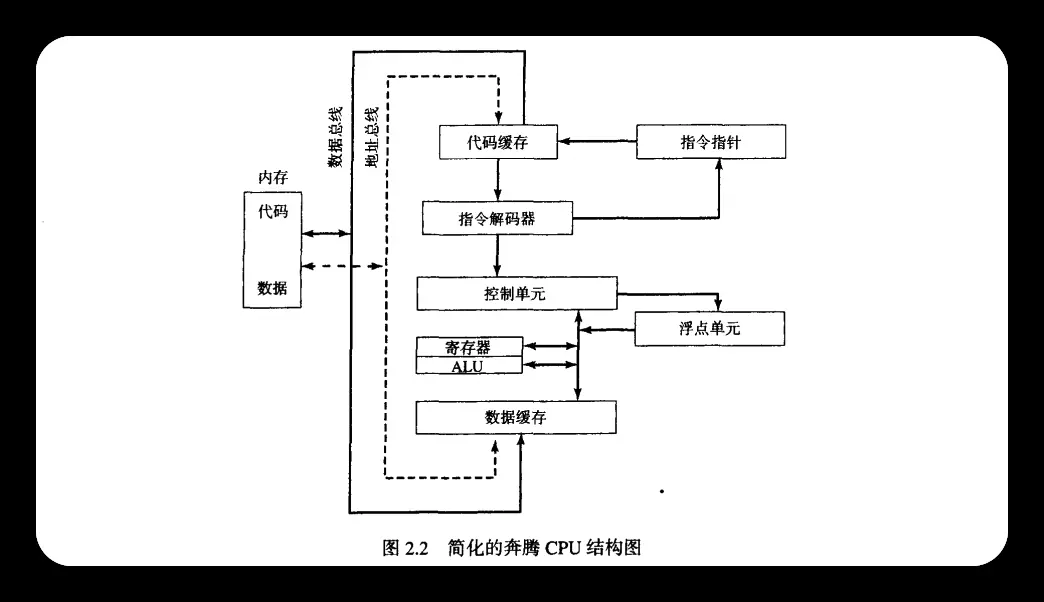 数据总线
地址总线
代码缓存
指令指针
内存
代码
指令解码器
数据
控制单元
浮点单元
寄存器
ALU
数据缓存
图 2.2 简化的奔腾 CPU 结构图